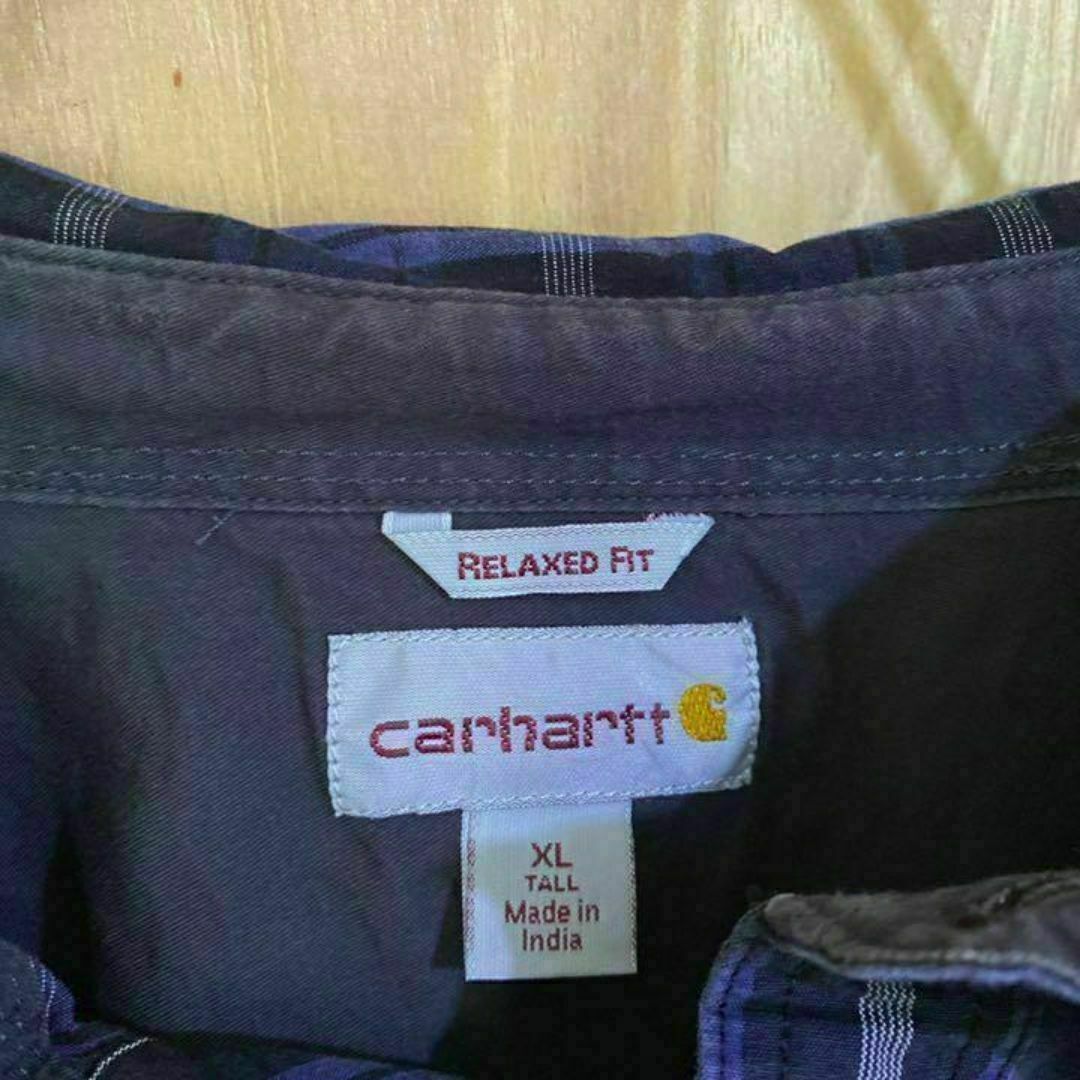 RELAXED FIT
carhartt
XL
TALL
Made in
India